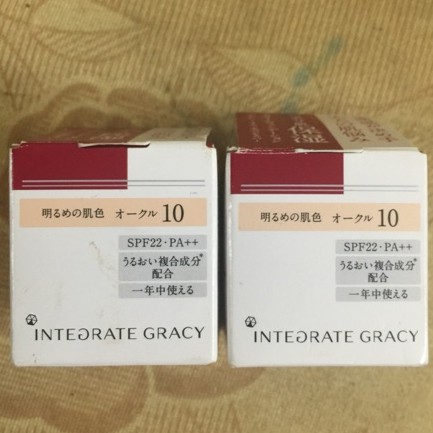 明るめの肌色 オークル 10
SPF22・PA++
うるおい複合成分*
配合
一年中使える
INTEGRATE GRACY
明るめの肌色 オークル 10
SPF22・PA++
うるおい複合成分*
配合
一年中使える
INTEGRATE GRACY